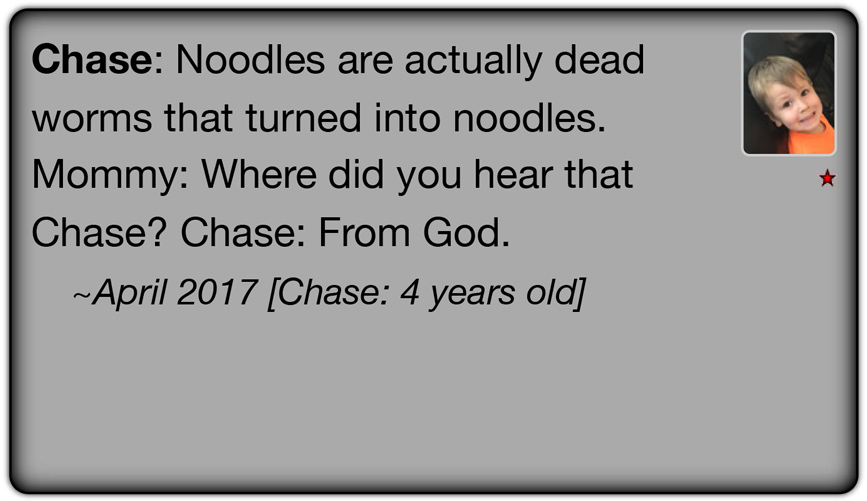 Chase: Noodles are actually dead
worms that turned into noodles.
Mommy: Where did you hear that
Chase? Chase: From God.
~April 2017 [Chase: 4 years old]